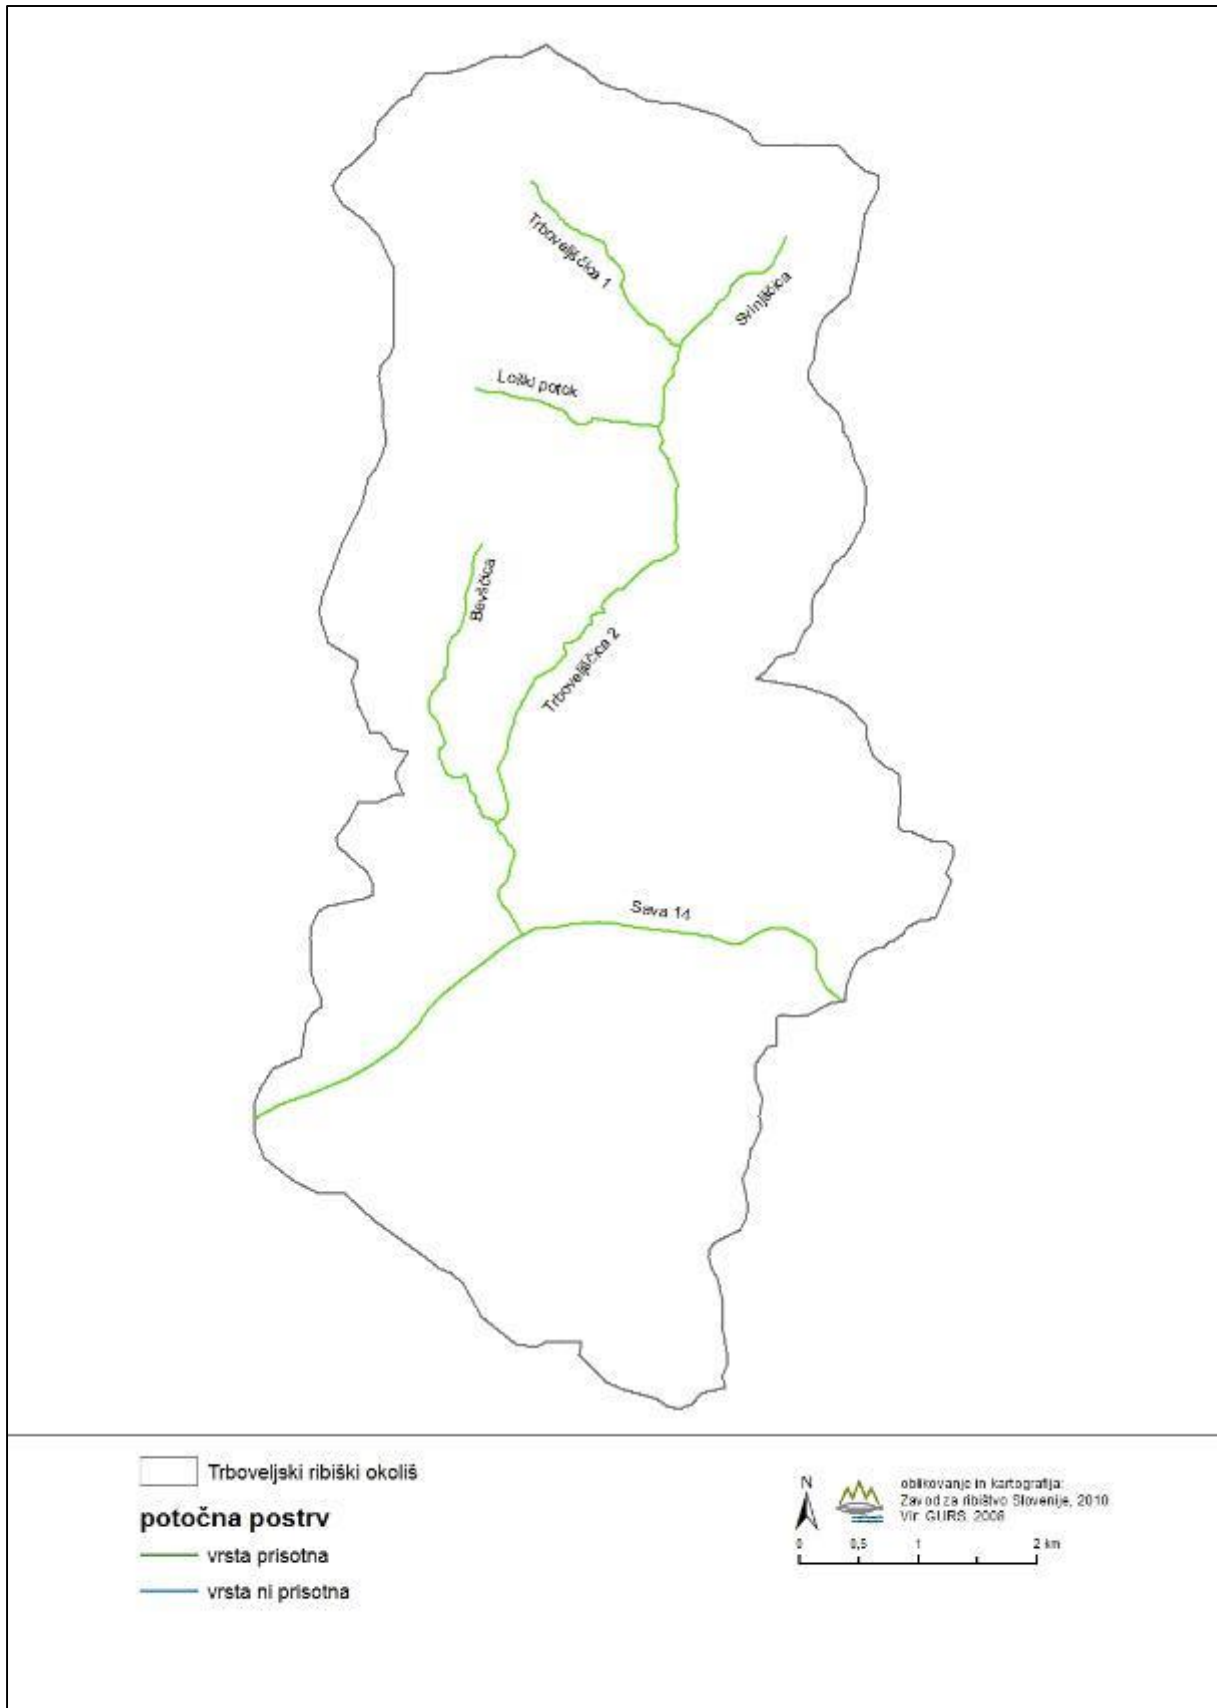 Trboveljščica 1
Svinjščica
Loški potok
Bevščica
Trboveljščica 2
Sava 14
Trboveljski ribiški okoliš
potočna postrv
vrsta prisotna
vrsta ni prisotna
N
oblikovanje in kartografija:
Zavod za ribištvo Slovenije, 2010
Vir: GURS, 2008
0 0,5 1 2 km